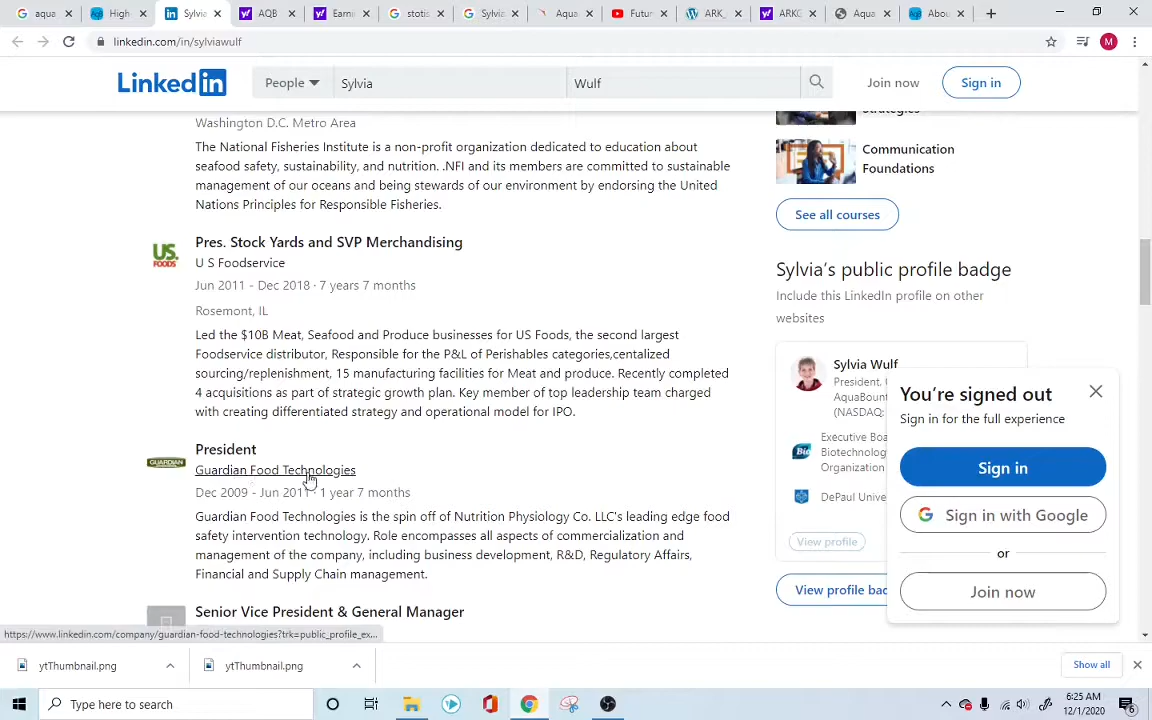 aqua
High
Sylvia
AQB
Earni
stotis
Sylvia
Aqua
Futur
ARK_
ARKG
Aqua
Abou
linkedin.com/in/sylviawulf
M
Linkedin
People
Sylvia
Wulf
Join now
Sign in
Washington D.C. Metro Area
The National Fisheries Institute is a non-profit organization dedicated to education about
seafood safety, sustainability, and nutrition. .NFI and its members are committed to sustainable
management of our oceans and being stewards of our environment by endorsing the United
Nations Principles for Responsible Fisheries.
US.
FOODS
Pres. Stock Yards and SVP Merchandising
U S Foodservice
Jun 2011 - Dec 2018 · 7 years 7 months
Rosemont, IL
Led the $10B Meat, Seafood and Produce businesses for US Foods, the second largest
Foodservice distributor, Responsible for the P&L of Perishables categories,centalized
sourcing/replenishment, 15 manufacturing facilities for Meat and produce. Recently completed
4 acquisitions as part of strategic growth plan. Key member of top leadership team charged
with creating differentiated strategy and operational model for IPO.
GUARDIAN
President
Guardian Food Technologies
Dec 2009 - Jun 2011 · 1 year 7 months
Guardian Food Technologies is the spin off of Nutrition Physiology Co. LLC's leading edge food
safety intervention technology. Role encompasses all aspects of commercialization and
management of the company, including business development, R&D, Regulatory Affairs,
Financial and Supply Chain management.
Senior Vice President & General Manager
Strategies
Communication
Foundations
See all courses
Sylvia's public profile badge
Include this LinkedIn profile on other
websites
Sylvia Wulf
President,
AquaBount
(NASDAQ:
Executive Boa
Biotechnolog
Organization
DePaul Unive
View profile
View profile bad
You're signed out
Sign in for the full experience
Sign in
Sign in with Google
or
Join now
https://www.linkedin.com/company/guardian-food-technologies?trk=public_profile_ex...
ytThumbnail.png
ytThumbnail.png
Show all
Type here to search
6:25 AM
12/1/2020
6